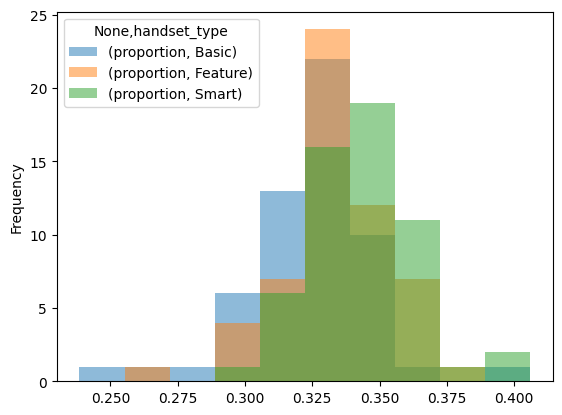 25
20
15
10
5
0
Frequency
None,handset_type
(proportion, Basic)
(proportion, Feature)
(proportion, Smart)
0.250 0.275 0.300 0.325 0.350 0.375 0.400